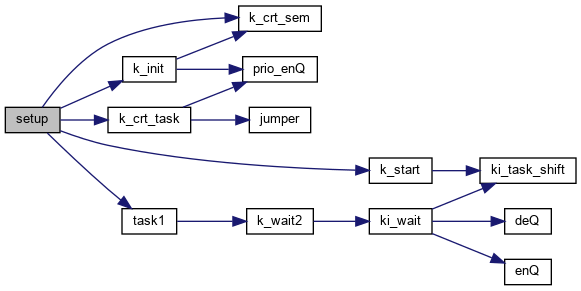 k_crt_sem
k_init
prio_enQ
setup
k_crt_task
jumper
k_start
ki_task_shift
task1
k_wait2
ki_wait
deQ
enQ